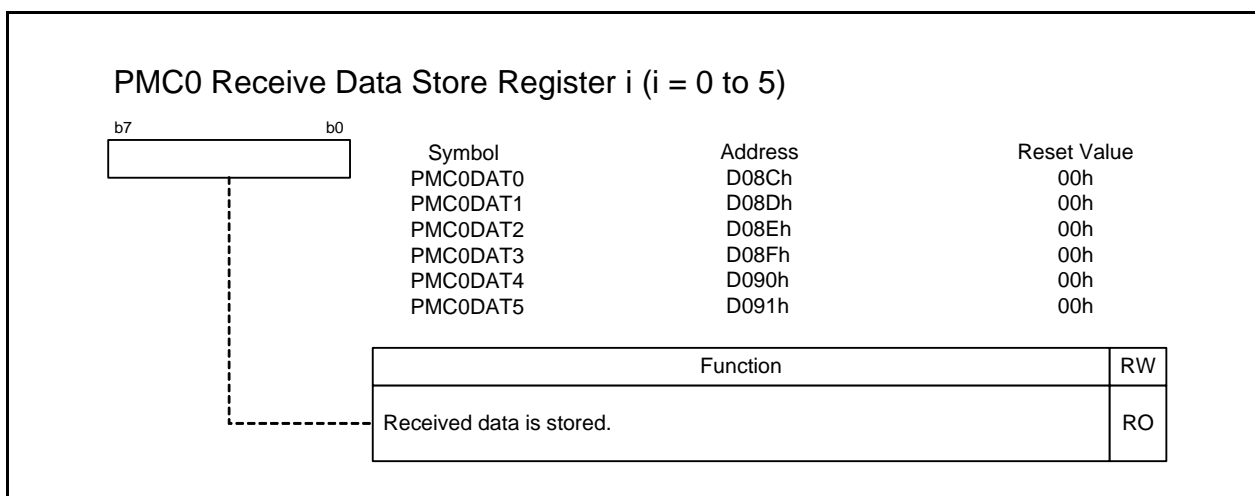 PMC0 Receive Data Store Register i (i = 0 to 5)
b7 b0
Symbol Address Reset Value
PMC0DAT0 D08Ch 00h
PMC0DAT1 D08Dh 00h
PMC0DAT2 D08Eh 00h
PMC0DAT3 D08Fh 00h
PMC0DAT4 D090h 00h
PMC0DAT5 D091h 00h
Function RW
Received data is stored. RO